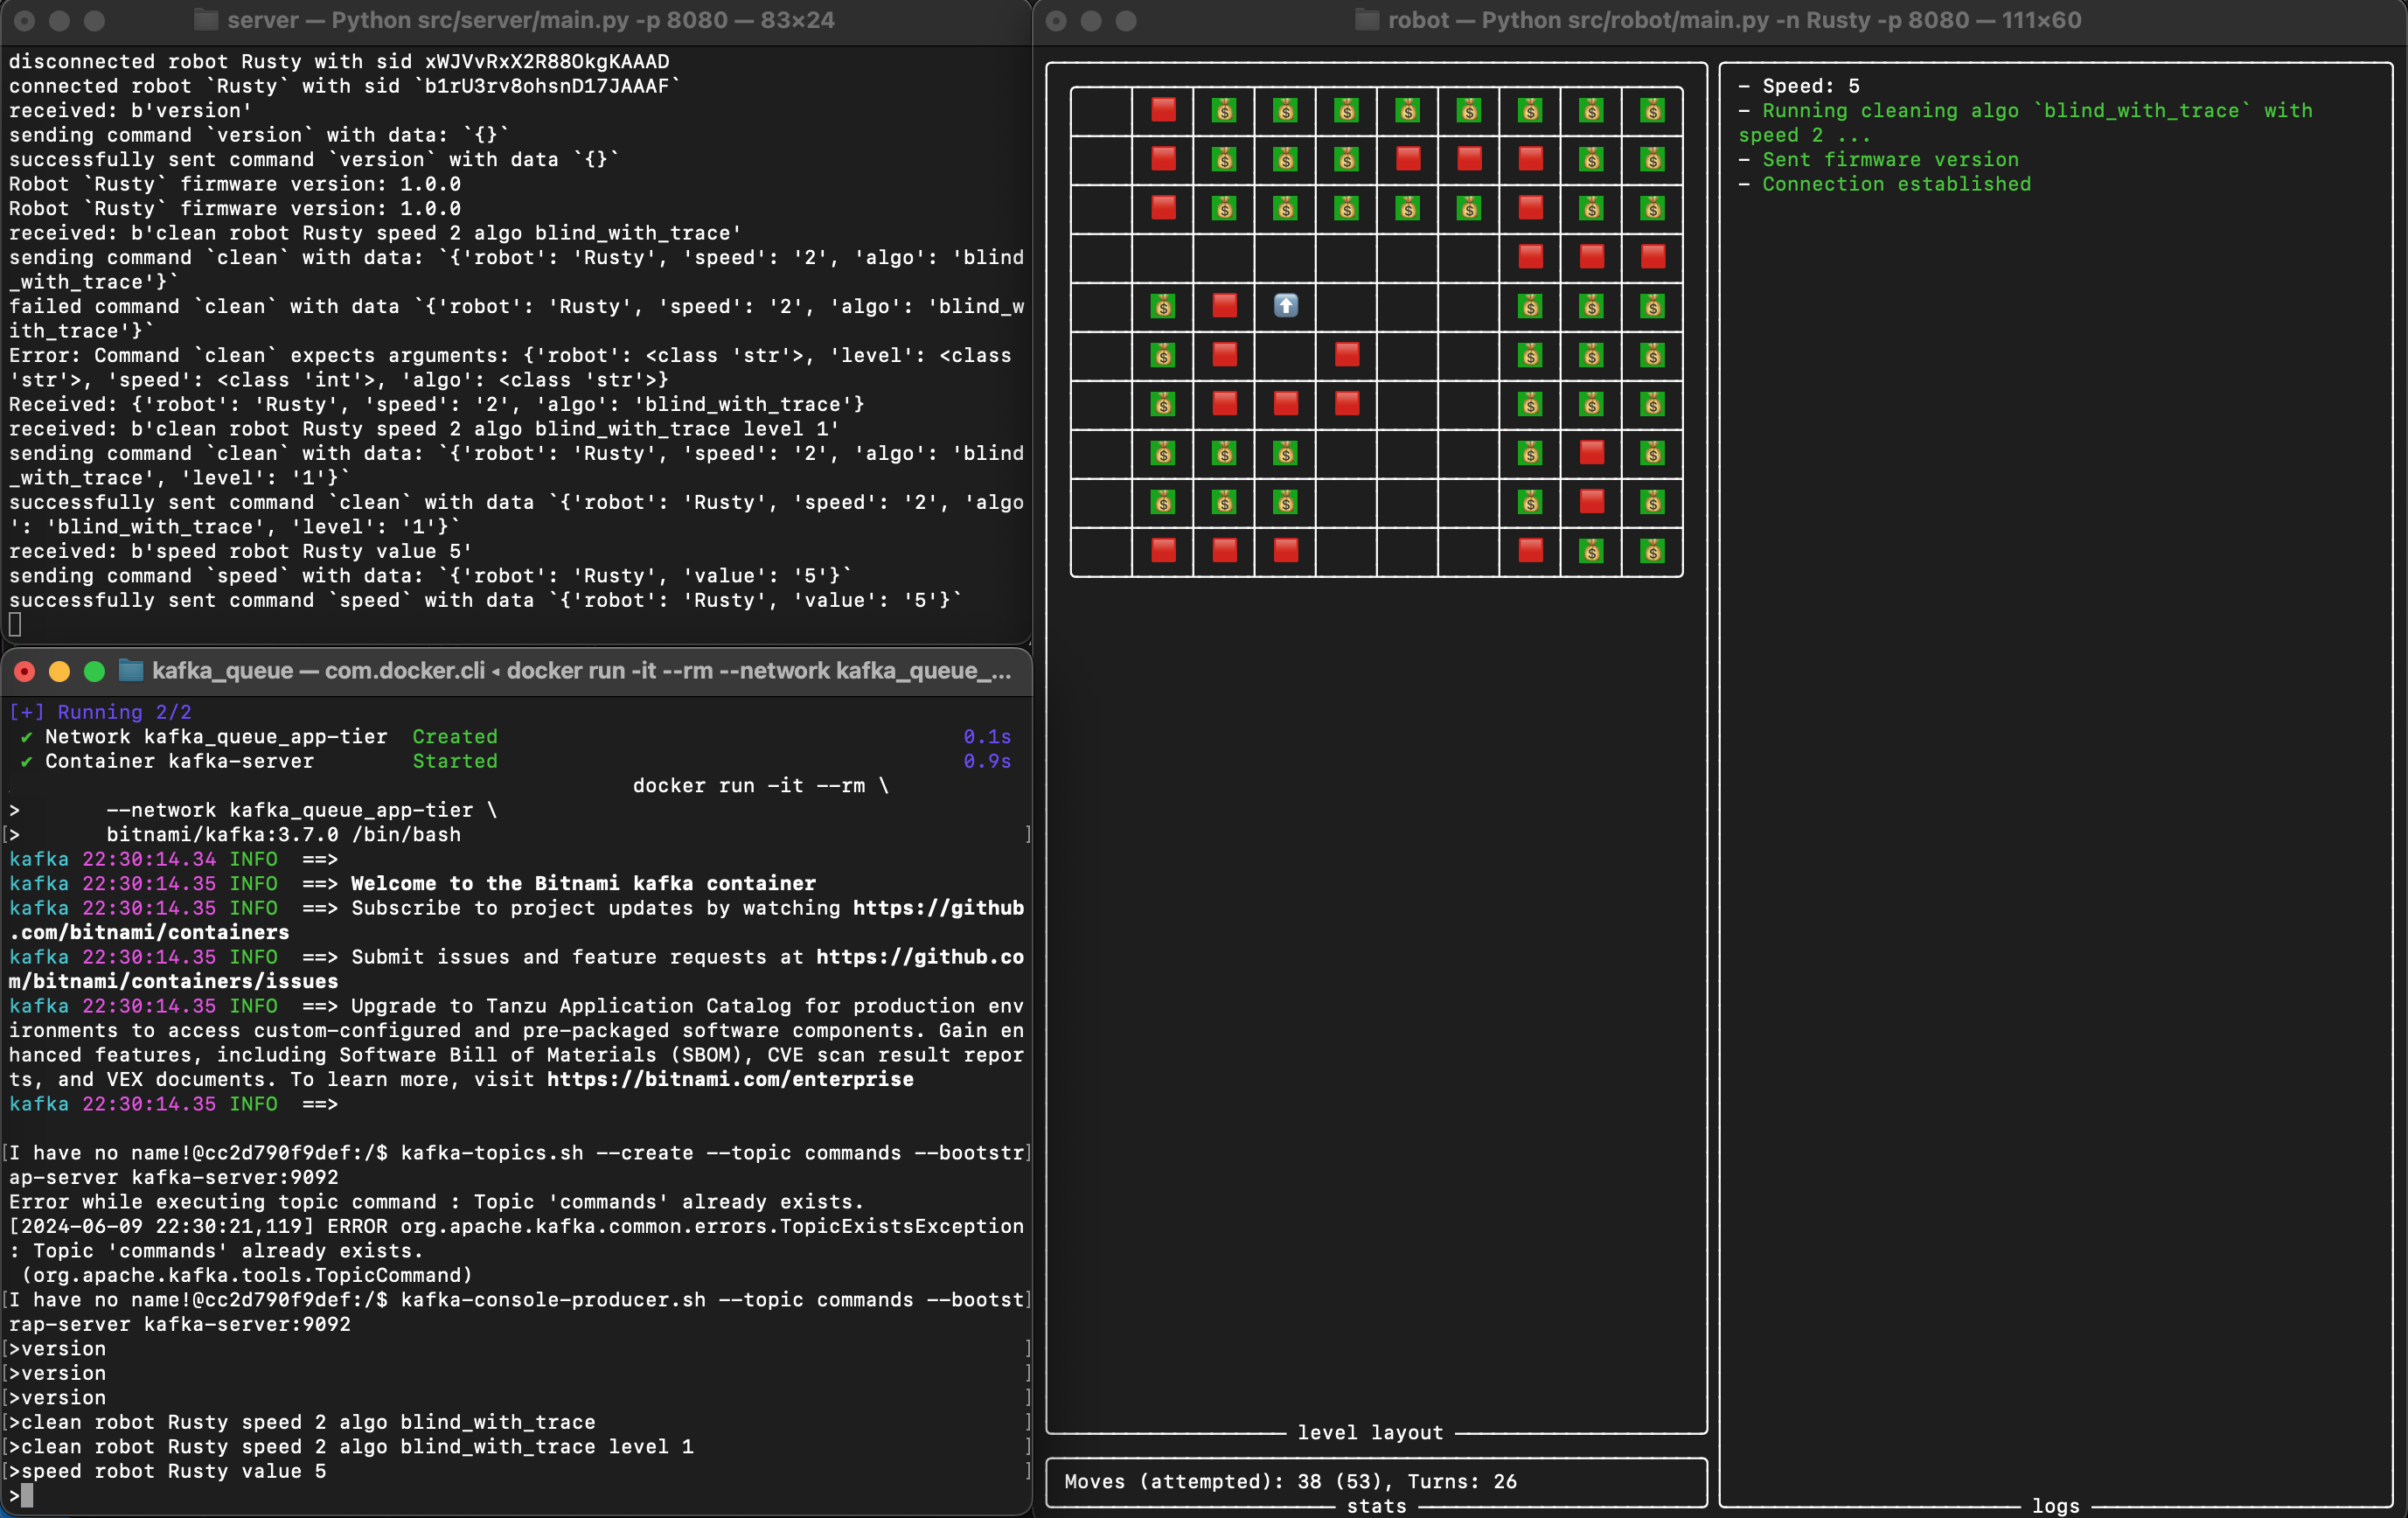 server — Python src/server/main.py -p 8080 — 83×24
disconnected robot Rusty with sid xWJVvRxX2R88OkgKAAAD
connected robot `Rusty` with sid `b1rU3rv8ohsnD17JAAAF`
received: b'version'
sending command `version` with data: `{}`
successfully sent command `version` with data `{}`
Robot `Rusty` firmware version: 1.0.0
Robot `Rusty` firmware version: 1.0.0
received: b'clean robot Rusty speed 2 algo blind_with_trace'
sending command `clean` with data: `{'robot': 'Rusty', 'speed': '2', 'algo': 'blind
_with_trace'}`
failed command `clean` with data `{'robot': 'Rusty', 'speed': '2', 'algo': 'blind_w
ith_trace'}`
Error: Command `clean` expects arguments: {'robot': <class 'str'>, 'level': <class
'str'>, 'speed': <class 'int'>, 'algo': <class 'str'>}
Received: {'robot': 'Rusty', 'speed': '2', 'algo': 'blind_with_trace'}
received: b'clean robot Rusty speed 2 algo blind_with_trace level 1'
sending command `clean` with data: `{'robot': 'Rusty', 'speed': '2', 'algo': 'blind
_with_trace', 'level': '1'}`
successfully sent command `clean` with data `{'robot': 'Rusty', 'speed': '2', 'algo
': 'blind_with_trace', 'level': '1'}`
received: b'speed robot Rusty value 5'
sending command `speed` with data: `{'robot': 'Rusty', 'value': '5'}`
successfully sent command `speed` with data `{'robot': 'Rusty', 'value': '5'}`
kafka_queue — com.docker.cli ◂ docker run -it --rm --network kafka_queue_...
[+] Running 2/2
✔ Network kafka_queue_app-tier Created 0.1s
✔ Container kafka-server Started 0.9s
docker run -it --rm \
> --network kafka_queue_app-tier \
> bitnami/kafka:3.7.0 /bin/bash
kafka 22:30:14.34 INFO ==>
kafka 22:30:14.35 INFO ==> Welcome to the Bitnami kafka container
kafka 22:30:14.35 INFO ==> Subscribe to project updates by watching https://github
.com/bitnami/containers
kafka 22:30:14.35 INFO ==> Submit issues and feature requests at https://github.co
m/bitnami/containers/issues
kafka 22:30:14.35 INFO ==> Upgrade to Tanzu Application Catalog for production env
ironments to access custom-configured and pre-packaged software components. Gain en
hanced features, including Software Bill of Materials (SBOM), CVE scan result repor
ts, and VEX documents. To learn more, visit https://bitnami.com/enterprise
kafka 22:30:14.35 INFO ==>
I have no name!@cc2d790f9def:/$ kafka-topics.sh --create --topic commands --bootstr
ap-server kafka-server:9092
Error while executing topic command : Topic 'commands' already exists.
[2024-06-09 22:30:21,119] ERROR org.apache.kafka.common.errors.TopicExistsException
: Topic 'commands' already exists.
(org.apache.kafka.tools.TopicCommand)
I have no name!@cc2d790f9def:/$ kafka-console-producer.sh --topic commands --bootst
rap-server kafka-server:9092
>version
>version
>version
>clean robot Rusty speed 2 algo blind_with_trace
>clean robot Rusty speed 2 algo blind_with_trace level 1
>speed robot Rusty value 5
>
robot — Python src/robot/main.py -n Rusty -p 8080 — 111×60
level layout
Moves (attempted): 38 (53), Turns: 26
stats
- Speed: 5
- Running cleaning algo `blind_with_trace` with
speed 2 ...
- Sent firmware version
- Connection established
logs